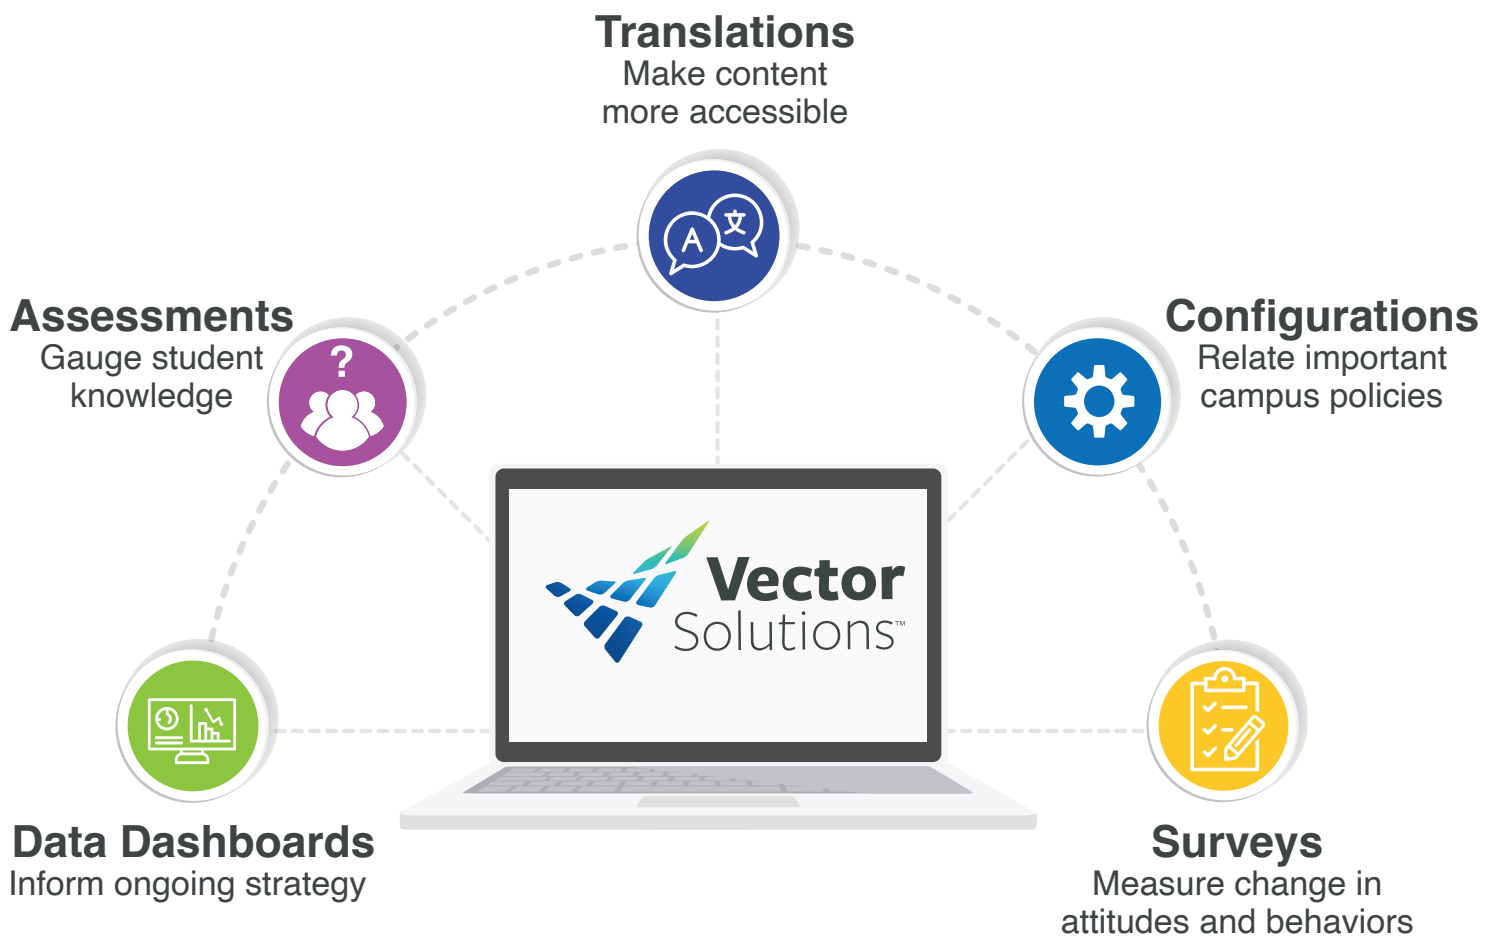 Translations
Make content
more accessible
A 文
Assessments
Gauge student
knowledge
?
Configurations
Relate important
campus policies
Vector
Solutions™
Data Dashboards
Inform ongoing strategy
Surveys
Measure change in
attitudes and behaviors